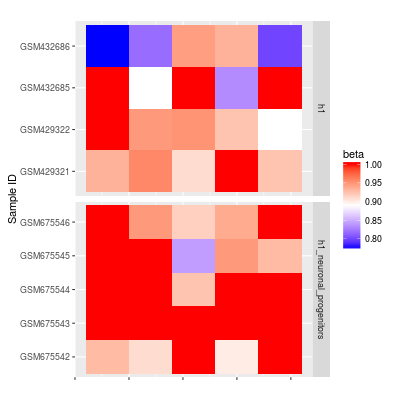 GSM432686
GSM432685
GSM429322
GSM429321
h1
GSM675546
GSM675545
GSM675544
GSM675543
GSM675542
h1_neuronal_progenitors
Sample ID
beta
1.00
0.95
0.90
0.85
0.80